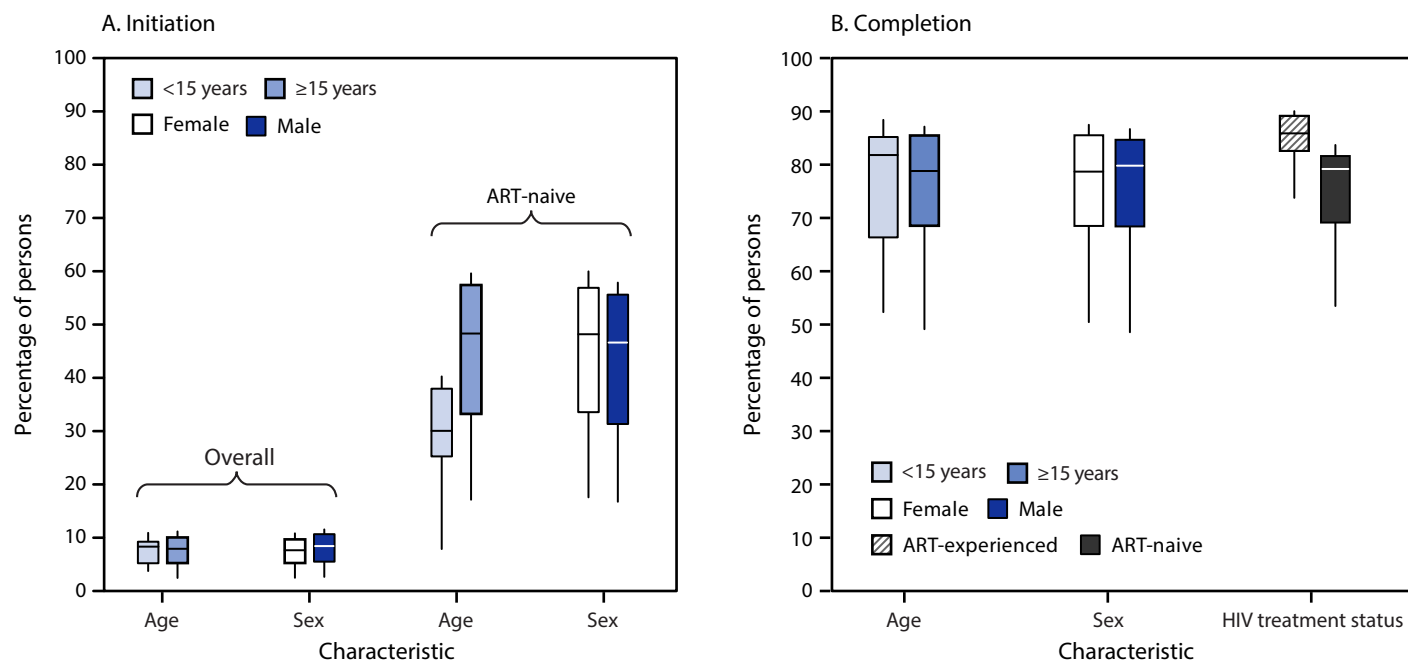 A. Initiation
Percentage of persons
100
90
80
70
60
50
40
30
20
10
0
<15 years
≥15 years
Female
Male
ART-naive
Overall
Age
Sex
Age
Sex
Characteristic
B. Completion
Percentage of persons
100
90
80
70
60
50
40
30
20
10
0
<15 years
≥15 years
Female
Male
ART-experienced
ART-naive
Age
Sex
HIV treatment status
Characteristic